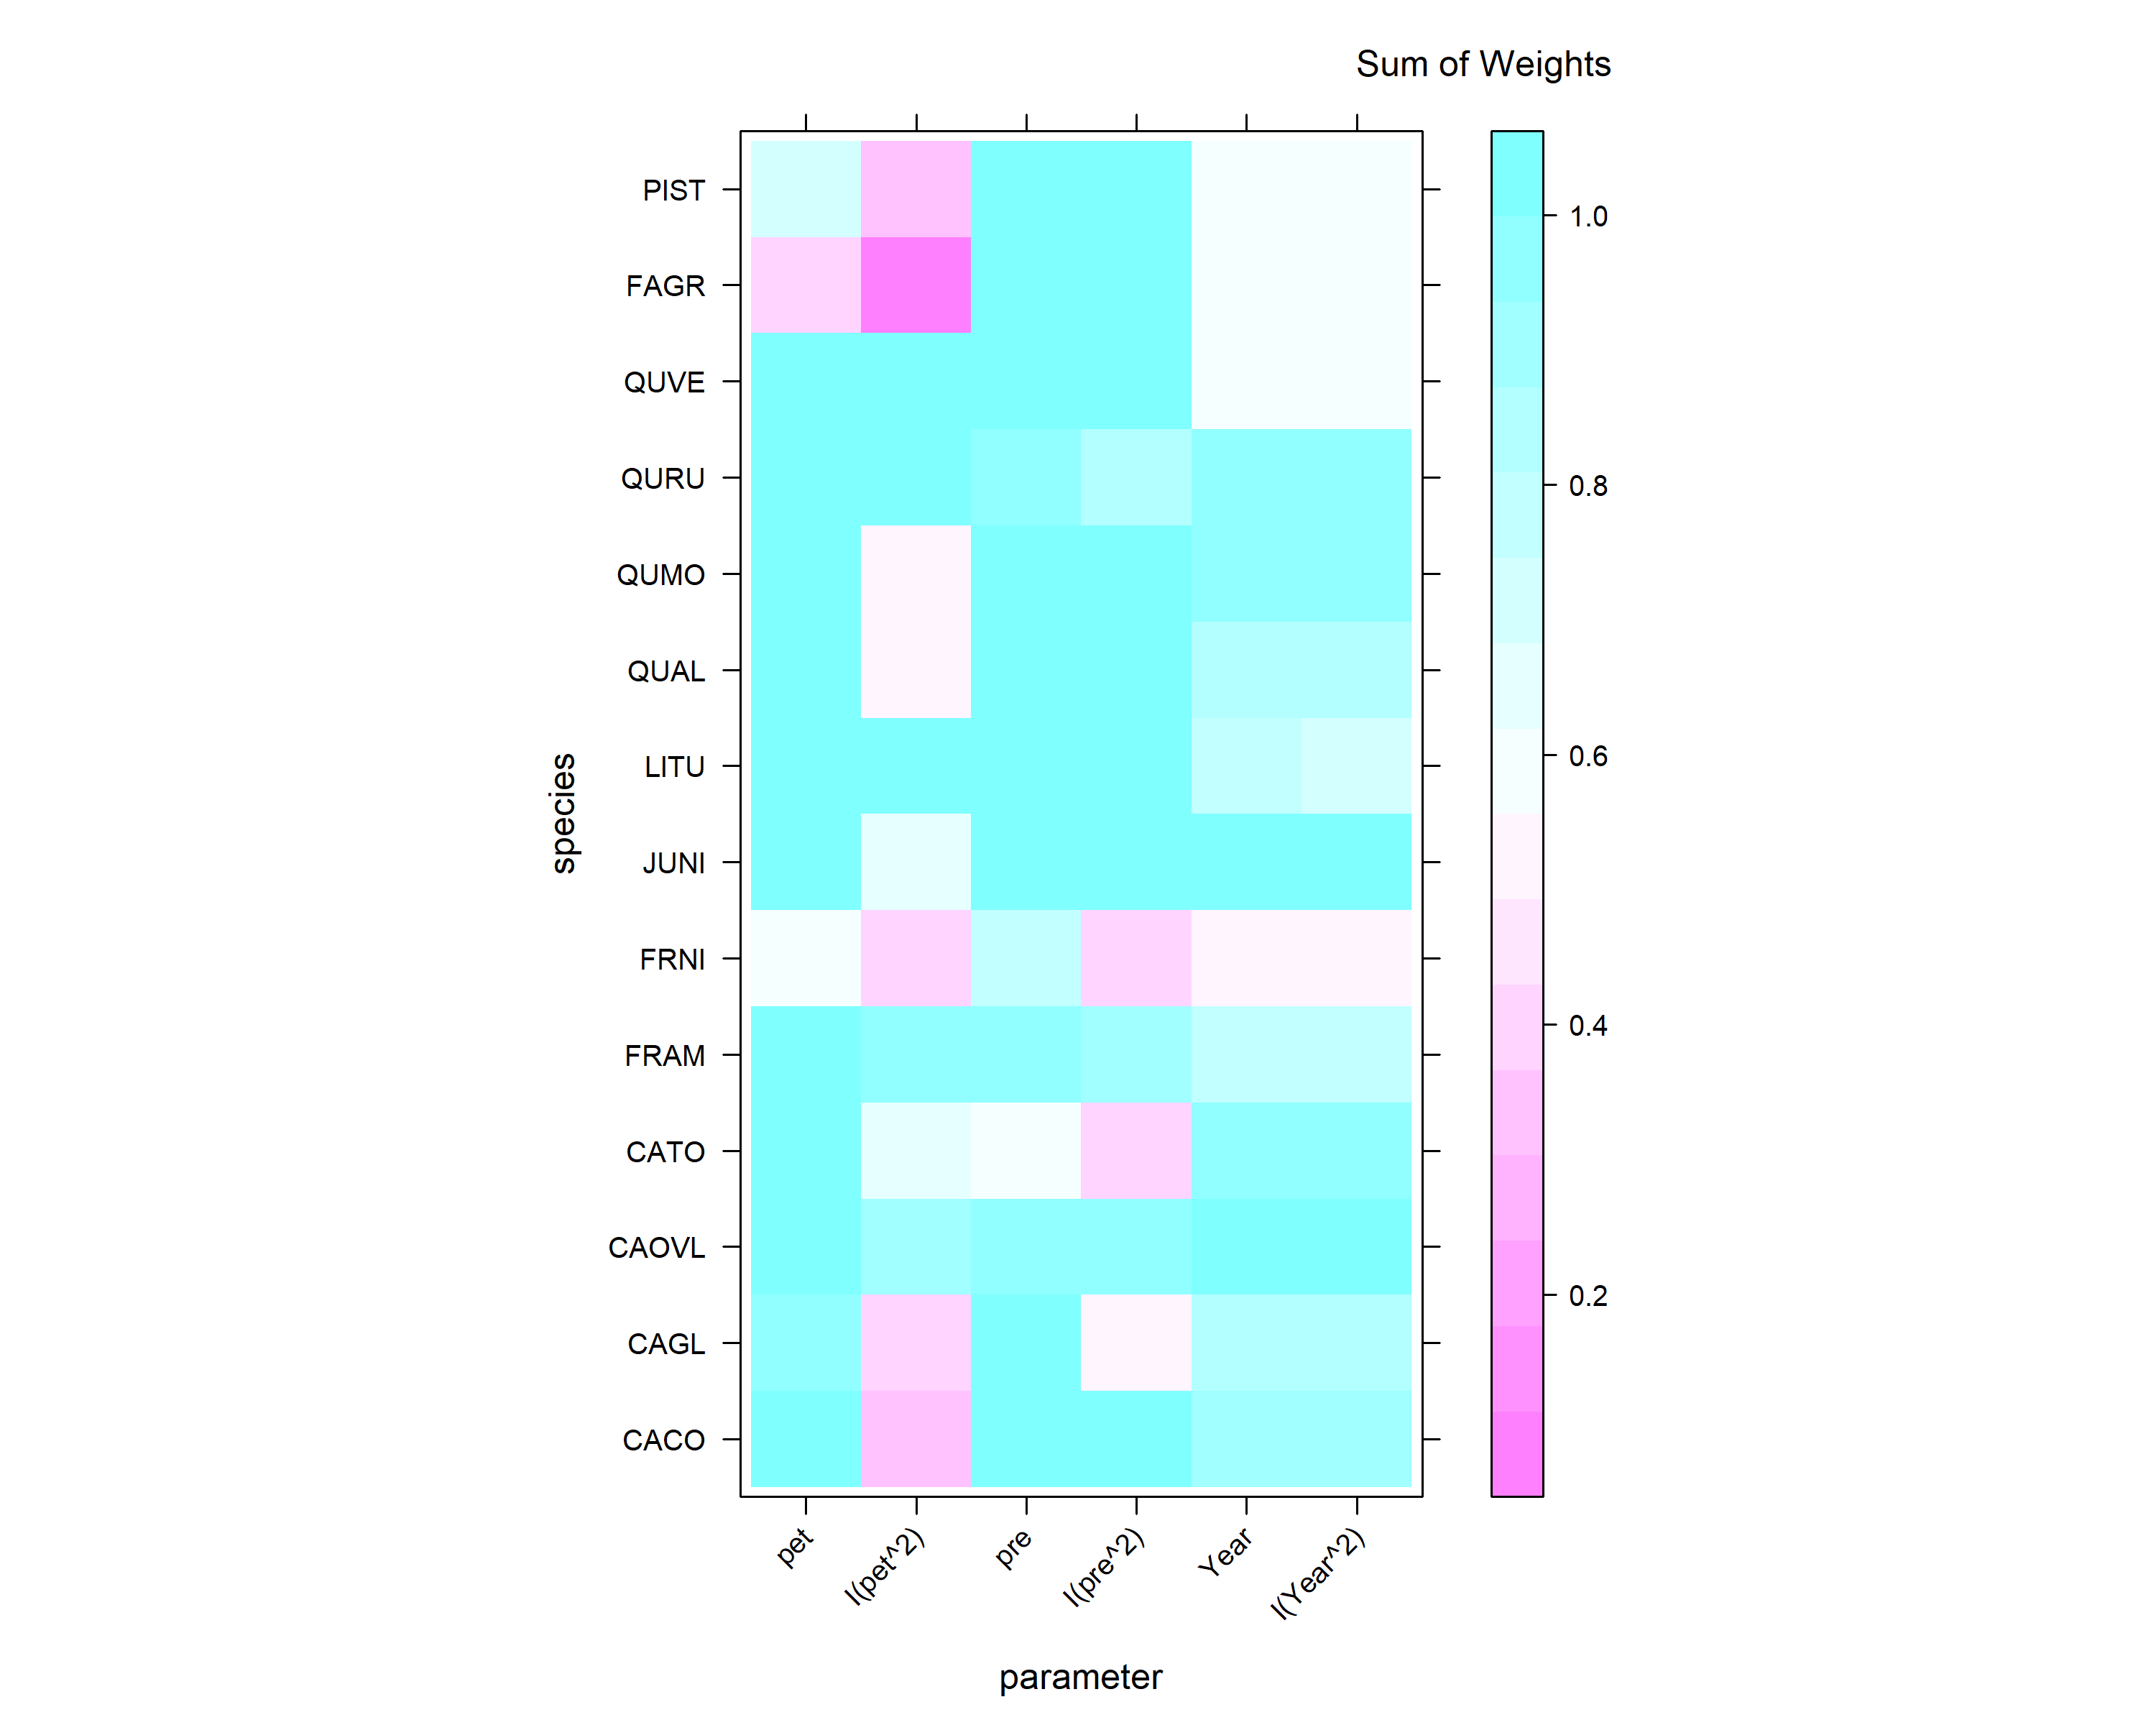 Sum of Weights
PIST
FAGR
QUVE
QURU
QUMO
QUAL
LITU
JUNI
FRNI
FRAM
CATO
CAOVL
CAGL
CACO
species
pet
I(pet^2)
pre
I(pre^2)
Year
I(Year^2)
parameter
1.0
0.8
0.6
0.4
0.2